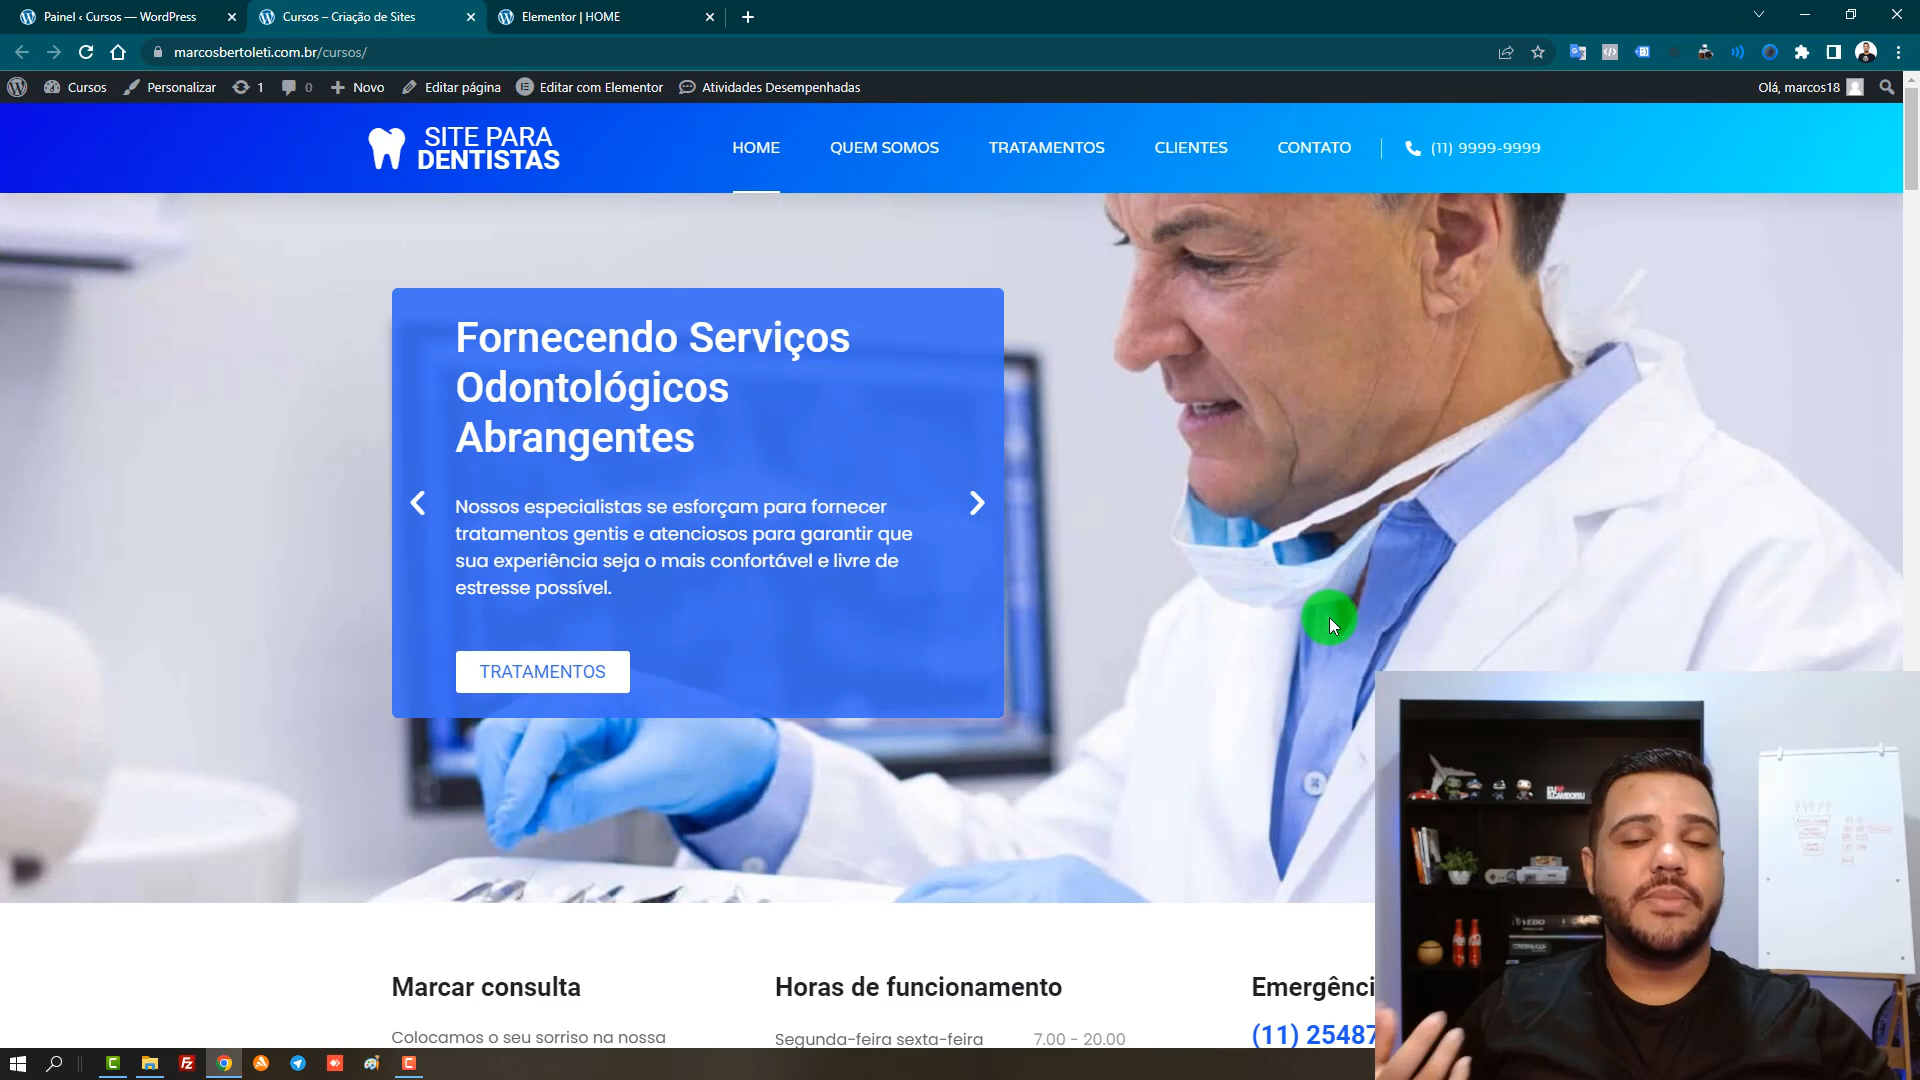 Painel ‹ Cursos — WordPress
Cursos – Criação de Sites
Elementor | HOME
marcosbertoleti.com.br/cursos/
Cursos
Personalizar
1
0
Novo
Editar página
Editar com Elementor
Atividades Desempenhadas
Olá, marcos18
SITE PARA
DENTISTAS
HOME
QUEM SOMOS
TRATAMENTOS
CLIENTES
CONTATO
(11) 9999-9999
Fornecendo Serviços
Odontológicos
Abrangentes
Nossos especialistas se esforçam para fornecer
tratamentos gentis e atenciosos para garantir que
sua experiência seja o mais confortável e livre de
estresse possível.
TRATAMENTOS
Marcar consulta
Horas de funcionamento
Emergênci
Colocamos o seu sorriso na nossa
Segunda-feira sexta-feira
7.00 - 20.00
(11) 25487